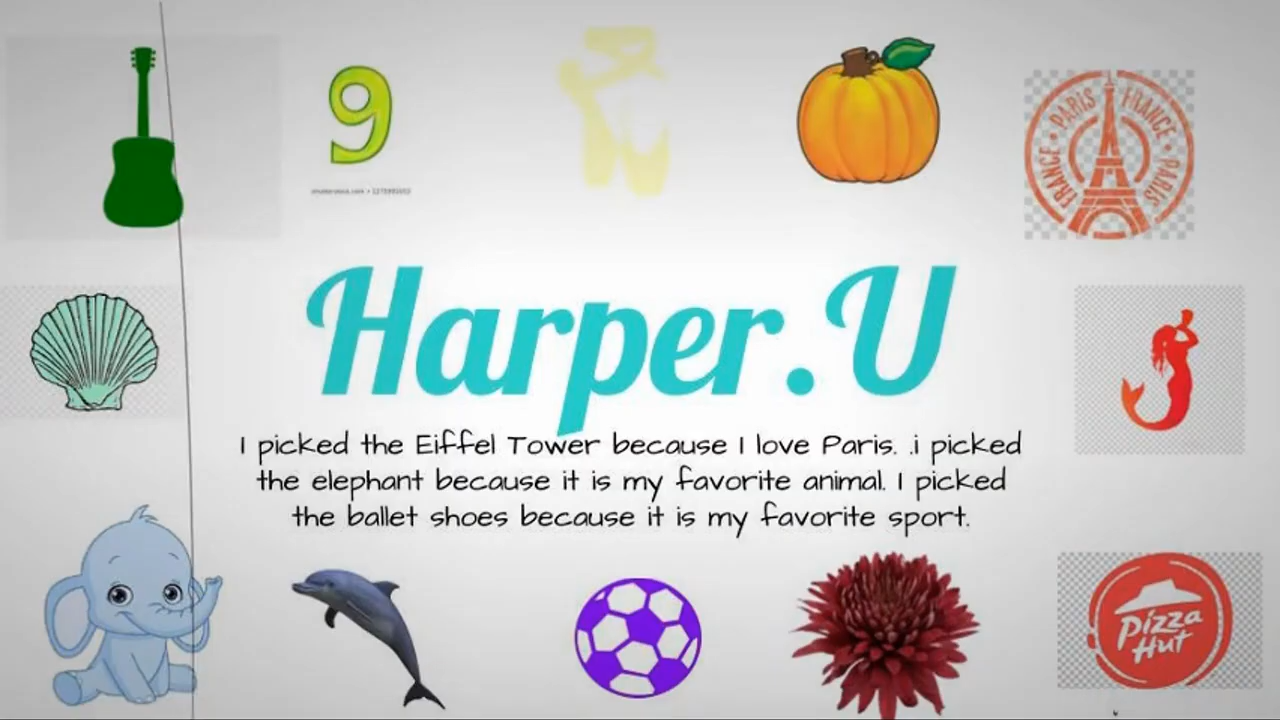 9
PARIS • FRANCE
FRANCE • PARIS
Harper.U
I picked the Eiffel Tower because I love Paris. .i picked
the elephant because it is my favorite animal. I picked
the ballet shoes because it is my favorite sport.
Pizza
Hut